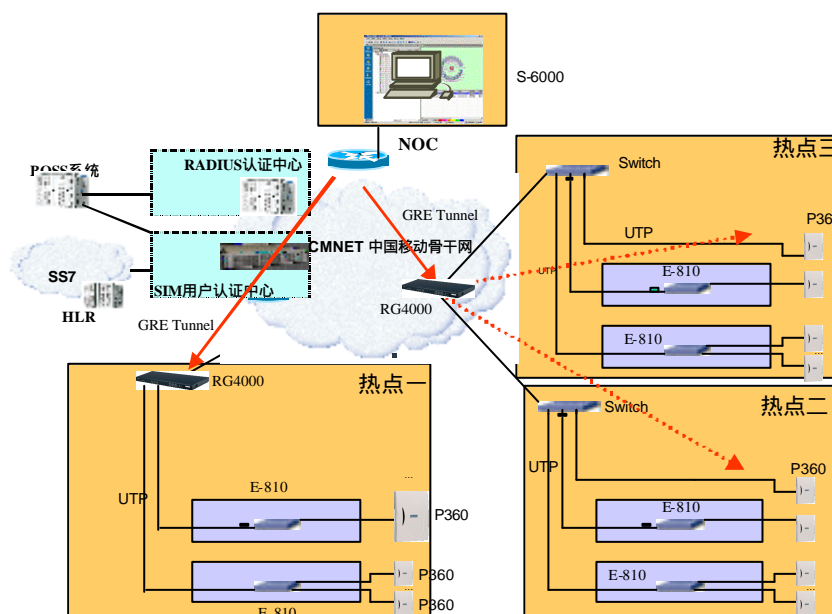 S-6000
NOC
热点三
Switch
POSS系统
RADIUS认证中心
P36
GRE Tunnel
UTP
CMNET 中国移动骨干网
E-810
UTP
SS7
SIM用户认证中心
RG4000
HLR
GRE Tunnel
E-810
...
RG4000
热点一
热点二
Switch
...
UTP
P360
E-810
UTP
E-810
P360
E-810
P360
...
P360
E-810
...